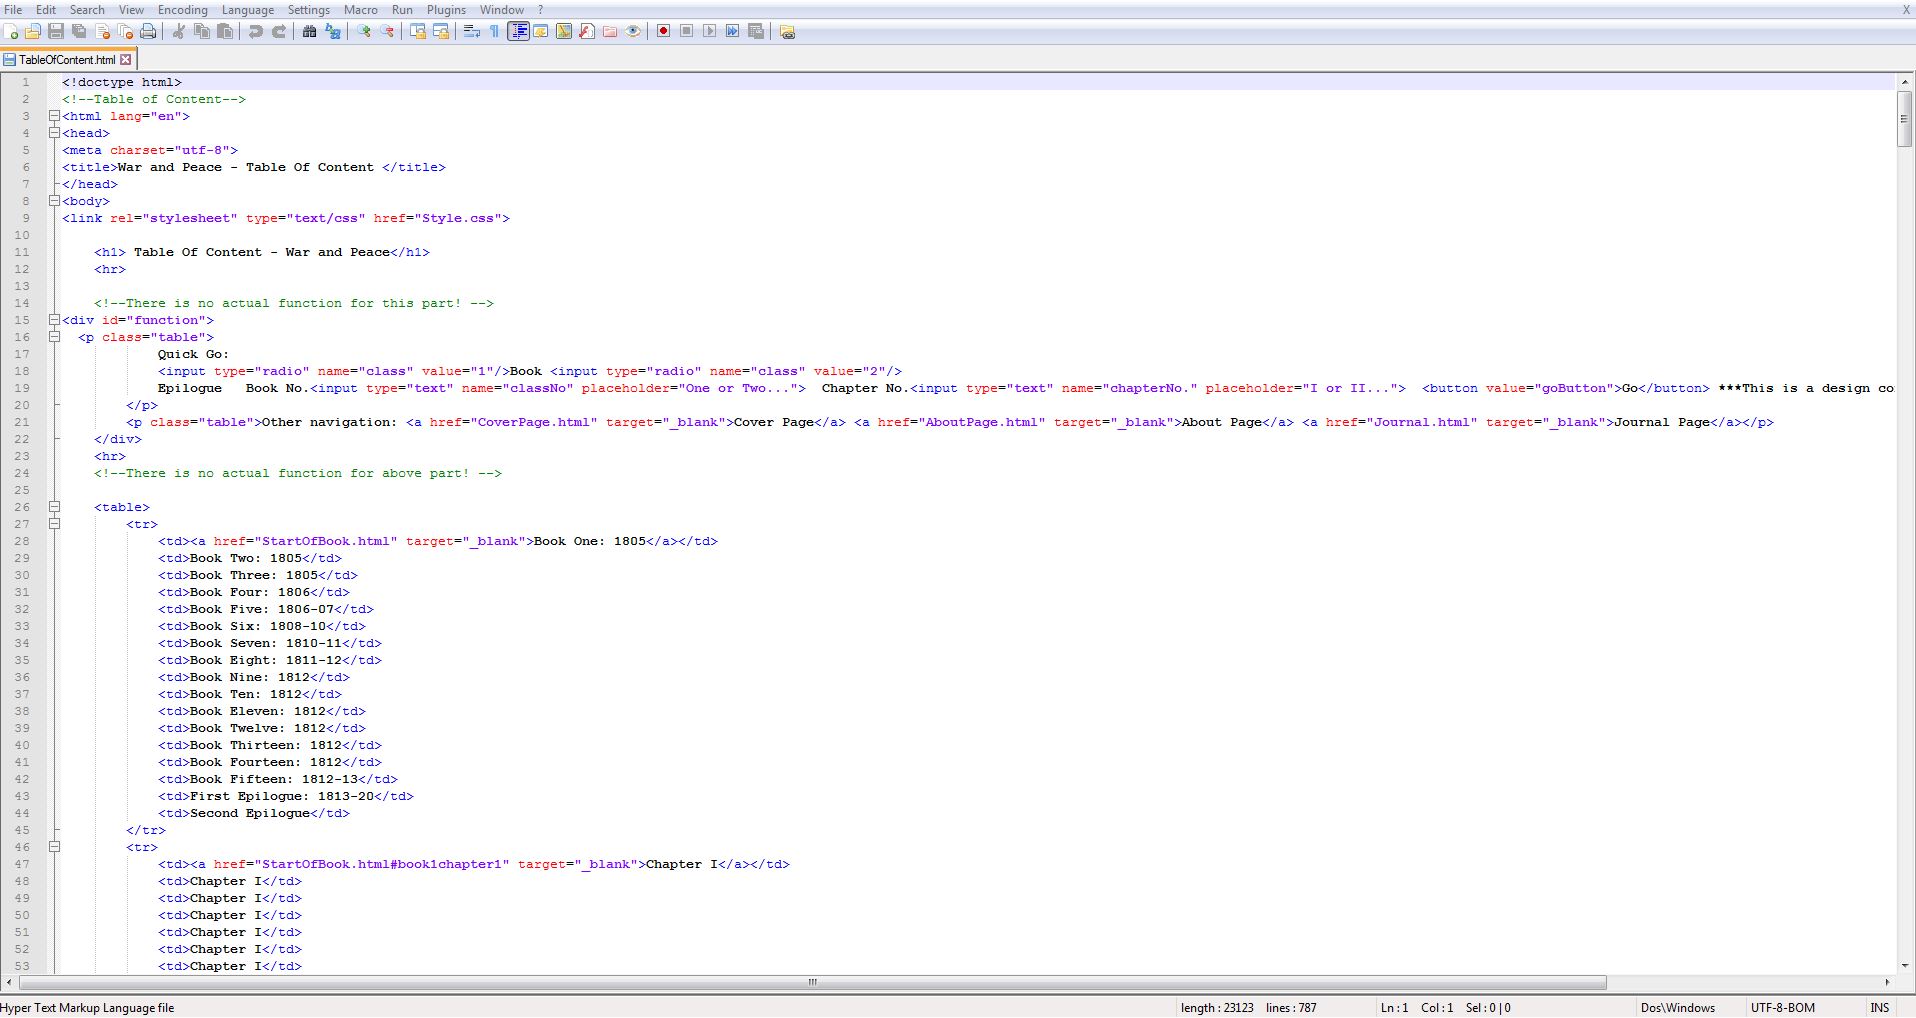 File Edit Search View Encoding Language Settings Macro Run Plugins Window ? X
TableOfContent.html
1 <!doctype html>
2 <!--Table of Content-->
3 <html lang="en">
4 <head>
5 <meta charset="utf-8">
6 <title>War and Peace - Table Of Content </title>
7 </head>
8 <body>
9 <link rel="stylesheet" type="text/css" href="Style.css">
10
11 <h1> Table Of Content - War and Peace</h1>
12 <hr>
13
14 <!--There is no actual function for this part! -->
15 <div id="function">
16 <p class="table">
17 Quick Go:
18 <input type="radio" name="class" value="1"/>Book <input type="radio" name="class" value="2"/>
19 Epilogue Book No.<input type="text" name="classNo" placeholder="One or Two..."> Chapter No.<input type="text" name="chapterNo." placeholder="I or II..."> <button value="goButton">Go</button> ***This is a design co
20 </p>
21 <p class="table">Other navigation: <a href="CoverPage.html" target="_blank">Cover Page</a> <a href="AboutPage.html" target="_blank">About Page</a> <a href="Journal.html" target="_blank">Journal Page</a></p>
22 </div>
23 <hr>
24 <!--There is no actual function for above part! -->
25
26 <table>
27 <tr>
28 <td><a href="StartOfBook.html" target="_blank">Book One: 1805</a></td>
29 <td>Book Two: 1805</td>
30 <td>Book Three: 1805</td>
31 <td>Book Four: 1806</td>
32 <td>Book Five: 1806-07</td>
33 <td>Book Six: 1808-10</td>
34 <td>Book Seven: 1810-11</td>
35 <td>Book Eight: 1811-12</td>
36 <td>Book Nine: 1812</td>
37 <td>Book Ten: 1812</td>
38 <td>Book Eleven: 1812</td>
39 <td>Book Twelve: 1812</td>
40 <td>Book Thirteen: 1812</td>
41 <td>Book Fourteen: 1812</td>
42 <td>Book Fifteen: 1812-13</td>
43 <td>First Epilogue: 1813-20</td>
44 <td>Second Epilogue</td>
45 </tr>
46 <tr>
47 <td><a href="StartOfBook.html#book1chapter1" target="_blank">Chapter I</a></td>
48 <td>Chapter I</td>
49 <td>Chapter I</td>
50 <td>Chapter I</td>
51 <td>Chapter I</td>
52 <td>Chapter I</td>
53 <td>Chapter I</td>
Hyper Text Markup Language file length : 23123 lines : 787 Ln : 1 Col : 1 Sel : 0 | 0 Dos\Windows UTF-8-BOM INS